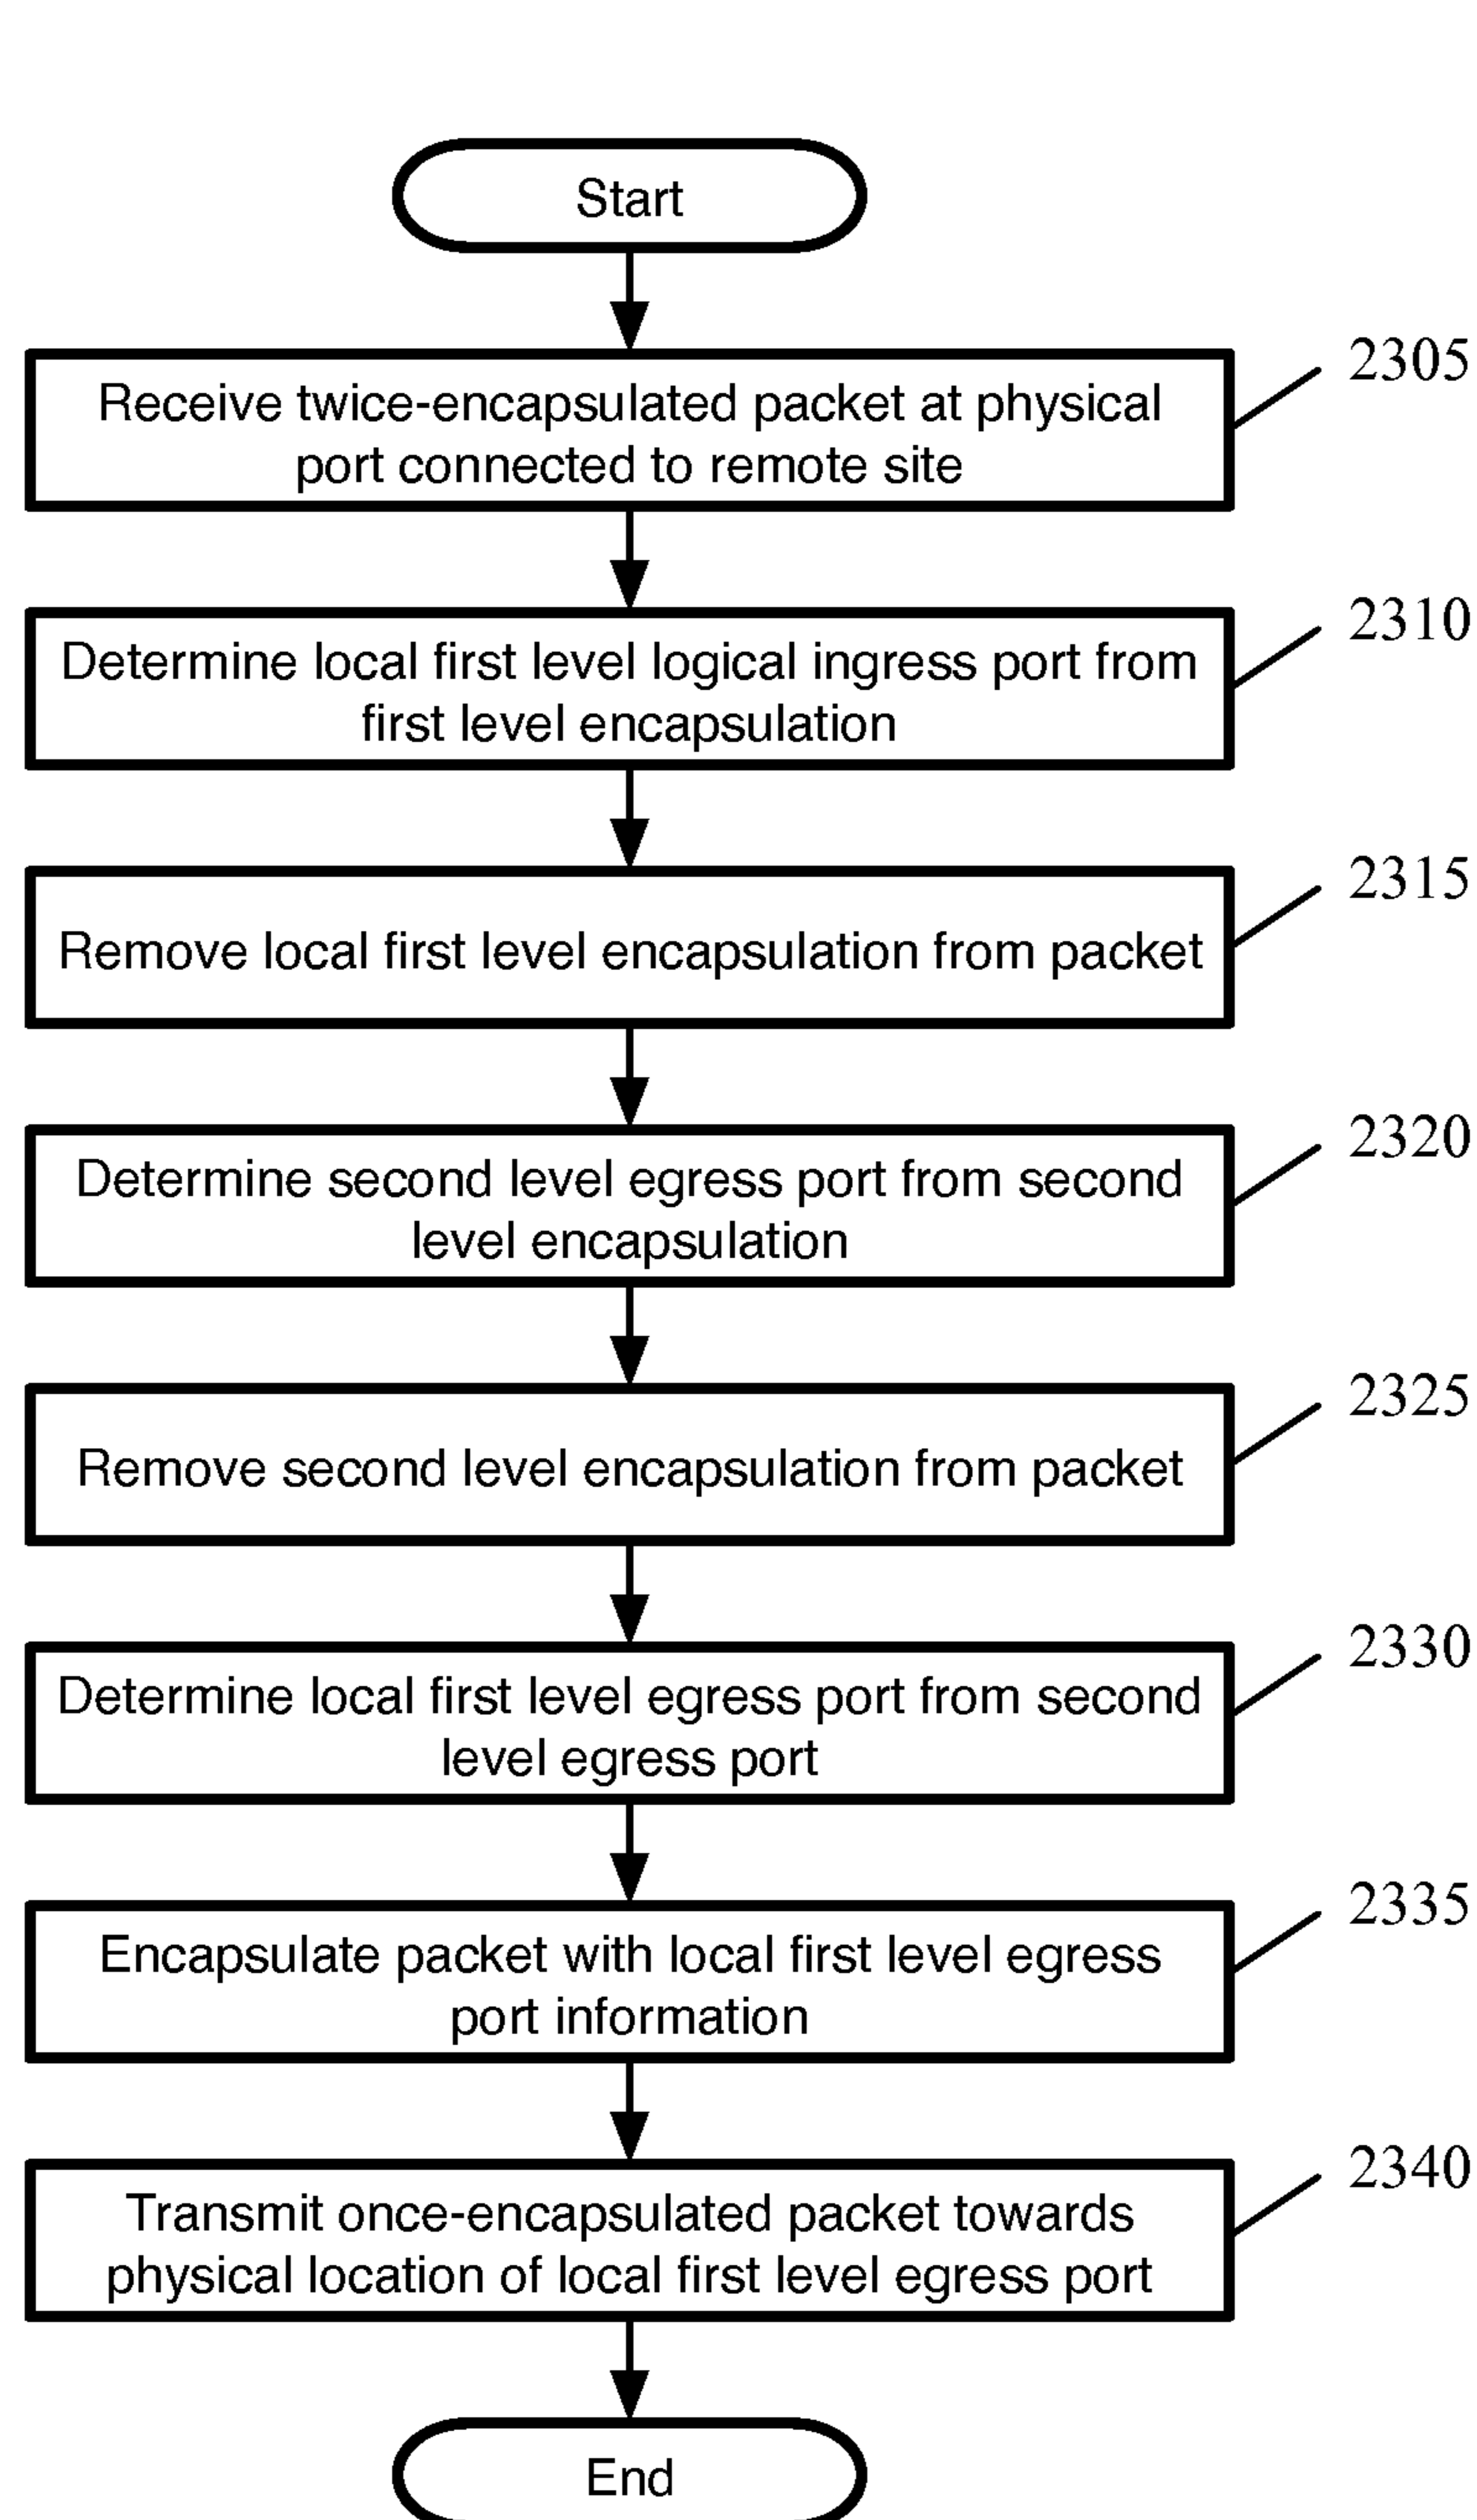 Start
Receive twice-encapsulated packet at physical
port connected to remote site
2305
Determine local first level logical ingress port from
first level encapsulation
2310
Remove local first level encapsulation from packet
2315
Determine second level egress port from second
level encapsulation
2320
Remove second level encapsulation from packet
2325
Determine local first level egress port from second
level egress port
2330
Encapsulate packet with local first level egress
port information
2335
Transmit once-encapsulated packet towards
physical location of local first level egress port
2340
End